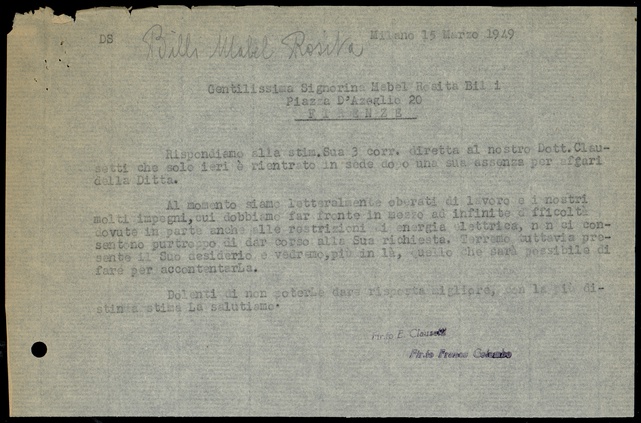 DS
Billi Mabel Rosita
Milano 15 Marzo 1949
Gentilissima Signorina Mabel Rosita Billi
Piazza D'Azeglio 20
FIRENZE
Rispondiamo alla stim.Sua 3 corr. diretta al nostro Dott.Clau-
setti che solo ieri è rientrato in sede dopo una sua assenza per affari
della Ditta.
Al momento siamo letteralmente oberati di lavoro e i nostri
molti impegni,cui dobbiamo far fronte in mezzo ad infinite difficoltà
dovute in parte anche alle restrizioni di energia elettrica, non ci con-
sentono purtroppo di dar corso alla Sua richiesta. Terremo tuttavia pre-
sente il Suo desiderio e vedremo,più in là, quello che sarà possibile di
fare per accontentarLa.
Dolenti di non poterLe dare risposta migliore, con la più di-
stinta stima La salutiamo.
Firto E. Clausetti
Firto Franco Colombo